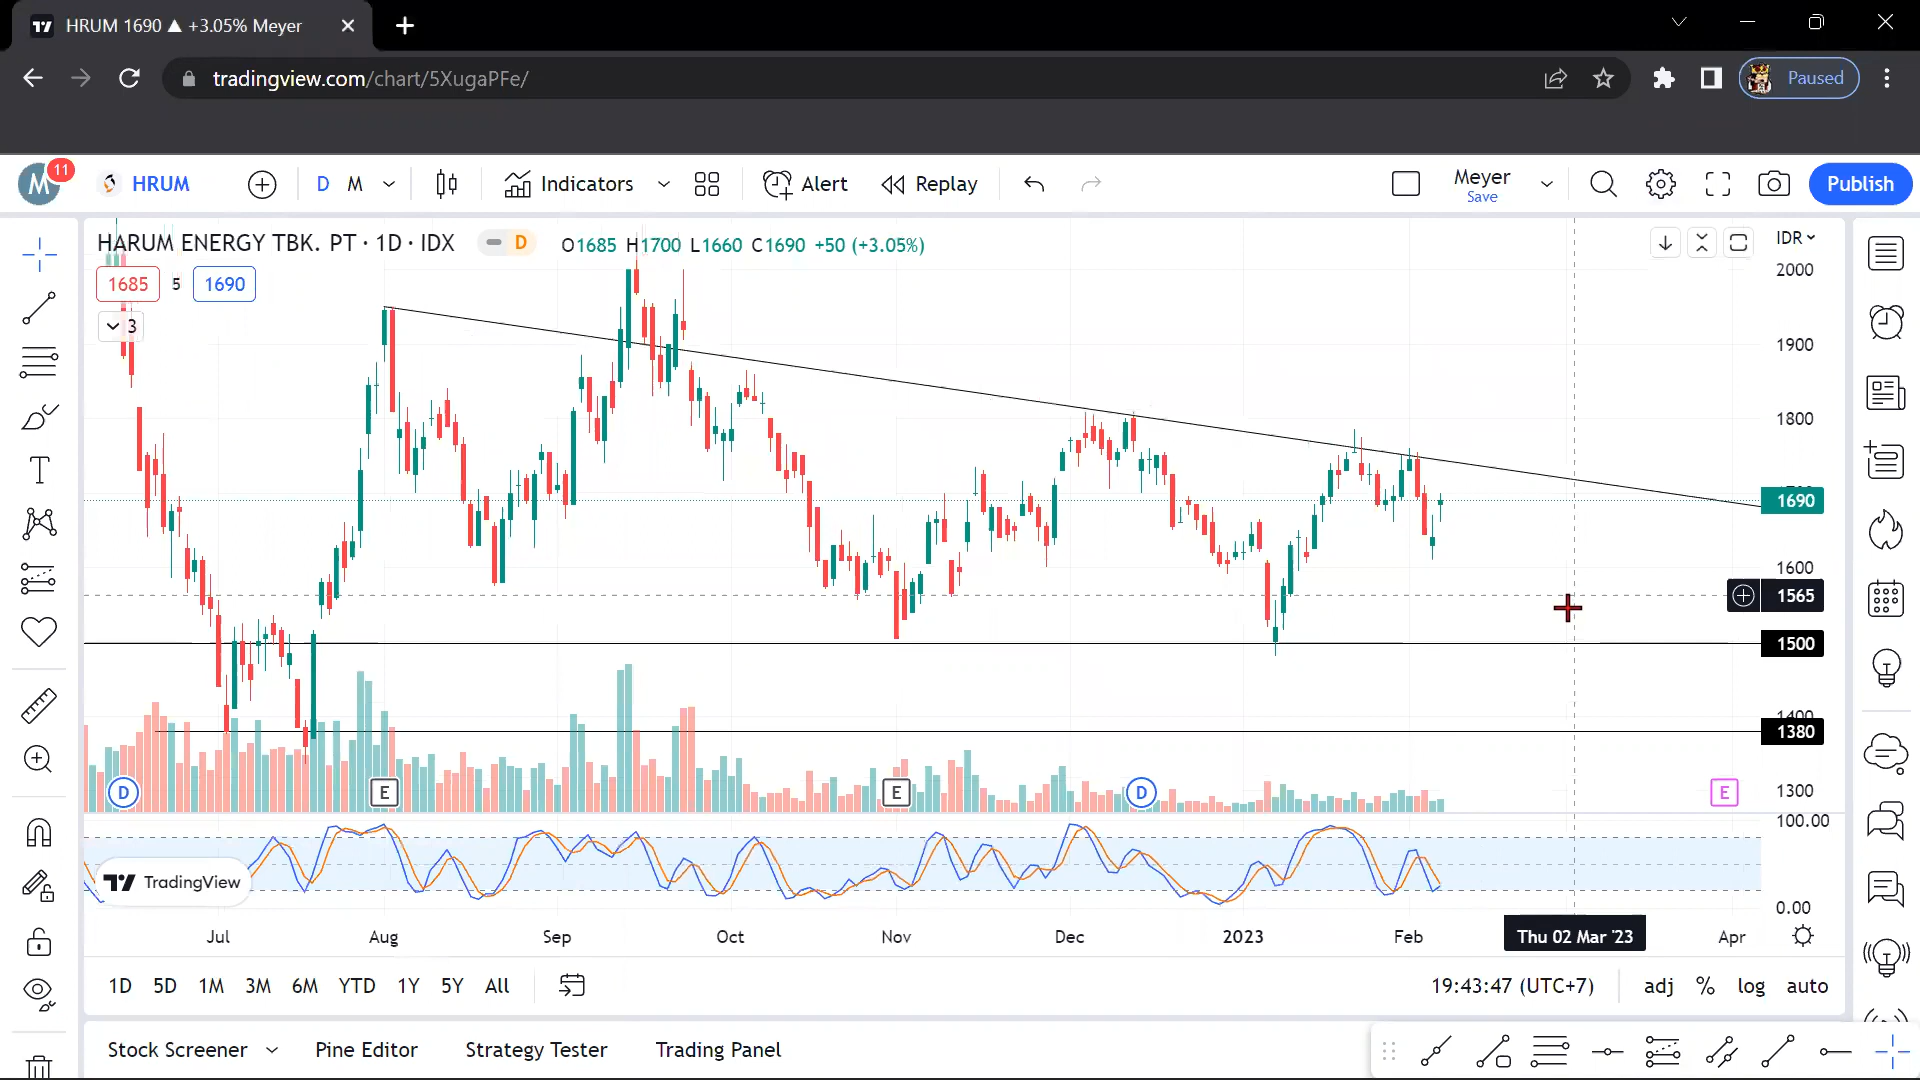 HRUM 1690 ▲ +3.05% Meyer
tradingview.com/chart/5XugaPFe/
Paused
M 11
HRUM
D M
Indicators
Alert
Replay
Meyer
Save
Publish
HARUM ENERGY TBK. PT · 1D · IDX
D
O1685 H1700 L1660 C1690 +50 (+3.05%)
IDR
1685 5 1690
3
2000
1900
1800
1690
1600
1565
1500
1400
1380
1300
D E E D E
100.00
0.00
TradingView
Jul Aug Sep Oct Nov Dec 2023 Feb Thu 02 Mar '23 Apr
1D 5D 1M 3M 6M YTD 1Y 5Y All
19:43:47 (UTC+7)
adj % log auto
Stock Screener
Pine Editor
Strategy Tester
Trading Panel